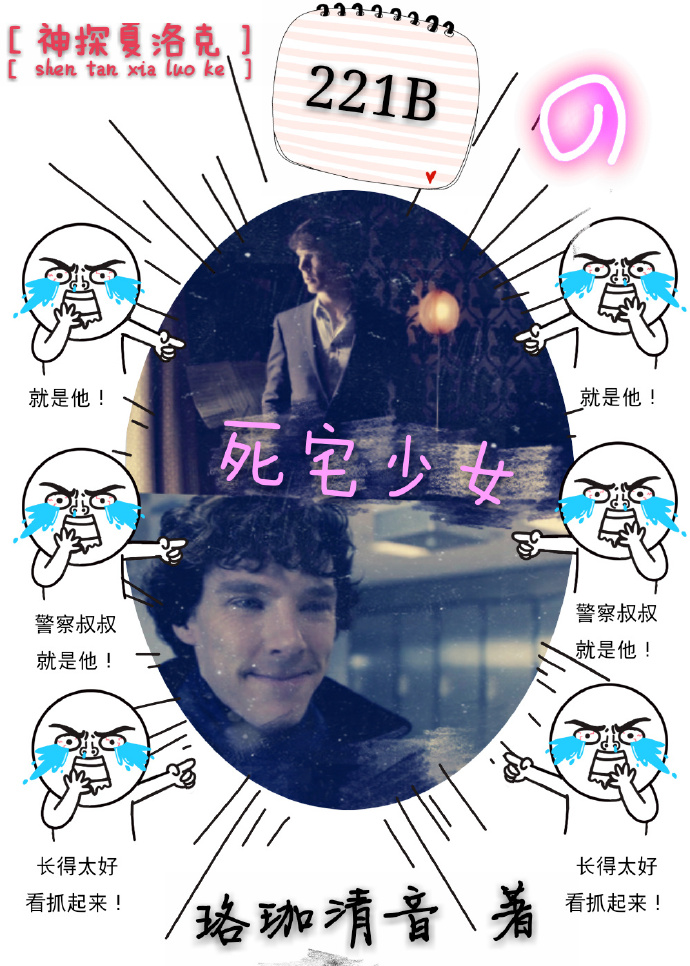 [ 神探夏洛克 ]
[ shen tan xia luo ke ]
221B
の
就是他！
就是他！
死宅少女
警察叔叔
就是他！
警察叔叔
就是他！
长得太好
看抓起来！
长得太好
看抓起来！
珞珈清音 著